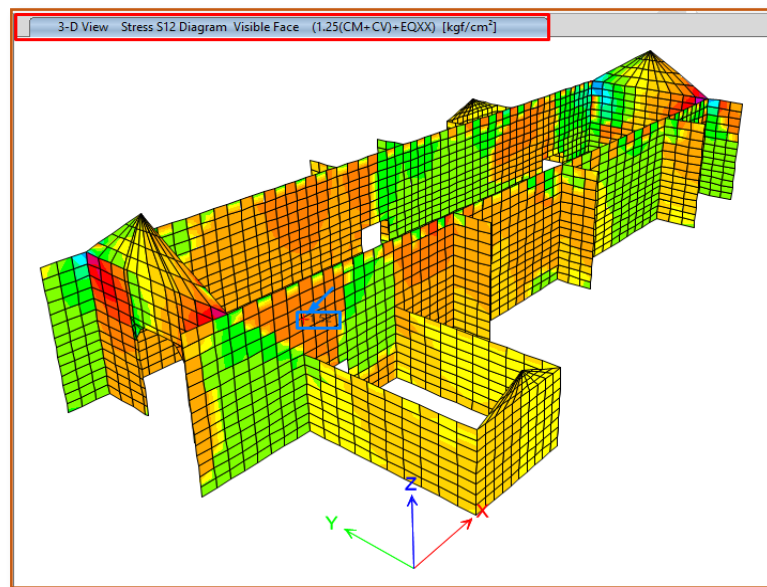 3-D View Stress S12 Diagram Visible Face (1.25(CM+CV)+EQXX) [kgf/cm²]
Z
X
Y